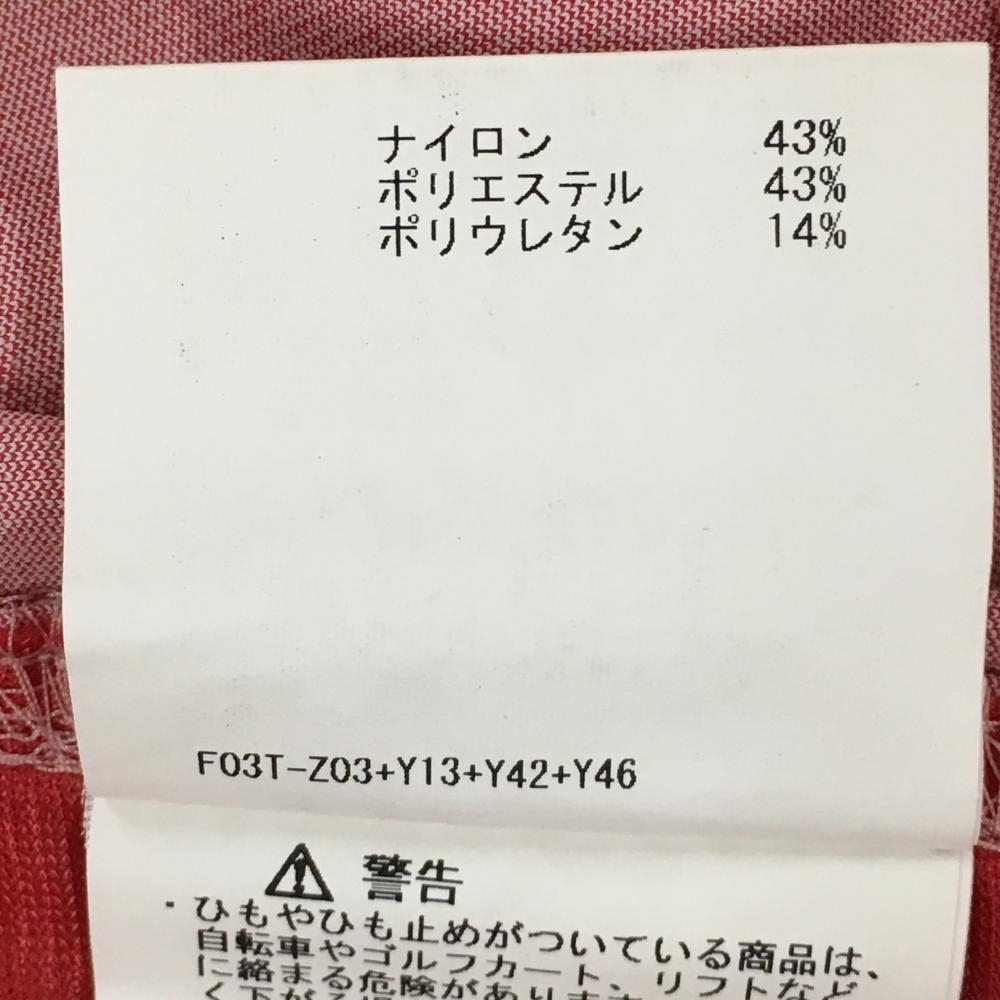 ナイロン 43%
ポリエステル 43%
ポリウレタン 14%
F03T-Z03+Y13+Y42+Y46
警告
・ひもやひも止めがついている商品は、
自転車やゴルフカート、リフトなど
に絡まる危険があります